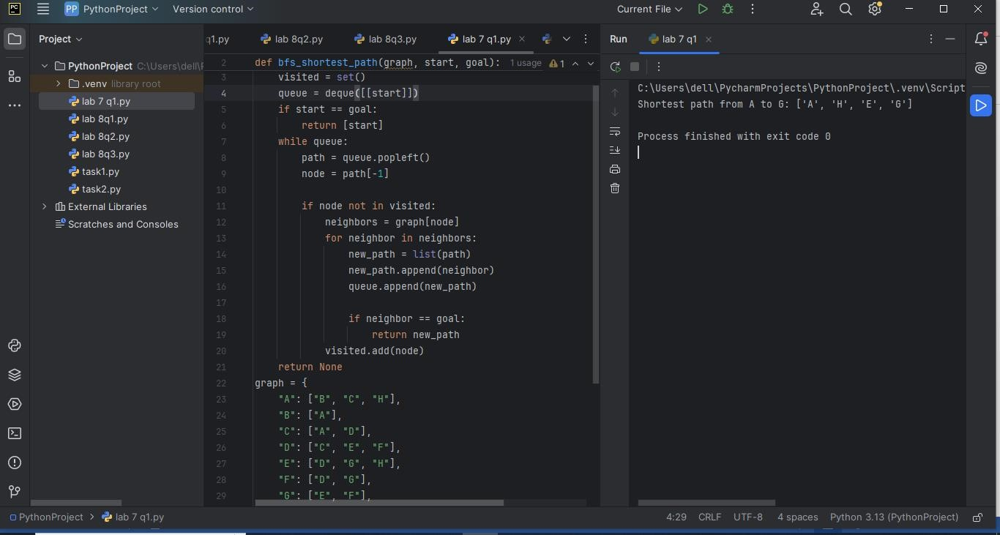 PC
PP PythonProject Version control Current File
Project
PythonProject C:\Users\dell\
.venv library root
lab 7 q1.py
lab 8q1.py
lab 8q2.py
lab 8q3.py
task1.py
task2.py
External Libraries
Scratches and Consoles
q1.py lab 8q2.py lab 8q3.py lab 7 q1.py
2 def bfs_shortest_path(graph, start, goal): 1 usage 1
3 visited = set()
4 queue = deque([[start]])
5 if start == goal:
6 return [start]
7 while queue:
8 path = queue.popleft()
9 node = path[-1]
10
11 if node not in visited:
12 neighbors = graph[node]
13 for neighbor in neighbors:
14 new_path = list(path)
15 new_path.append(neighbor)
16 queue.append(new_path)
17
18 if neighbor == goal:
19 return new_path
20 visited.add(node)
21 return None
22 graph = {
23 "A": ["B", "C", "H"],
24 "B": ["A"],
25 "C": ["A", "D"],
26 "D": ["C", "E", "F"],
27 "E": ["D", "G", "H"],
28 "F": ["D", "G"],
29 "G": ["E", "F"],
Run lab 7 q1
C:\Users\dell\PycharmProjects\PythonProject\.venv\Script
Shortest path from A to G: ['A', 'H', 'E', 'G']
Process finished with exit code 0
PythonProject > lab 7 q1.py 4:29 CRLF UTF-8 4 spaces Python 3.13 (PythonProject)